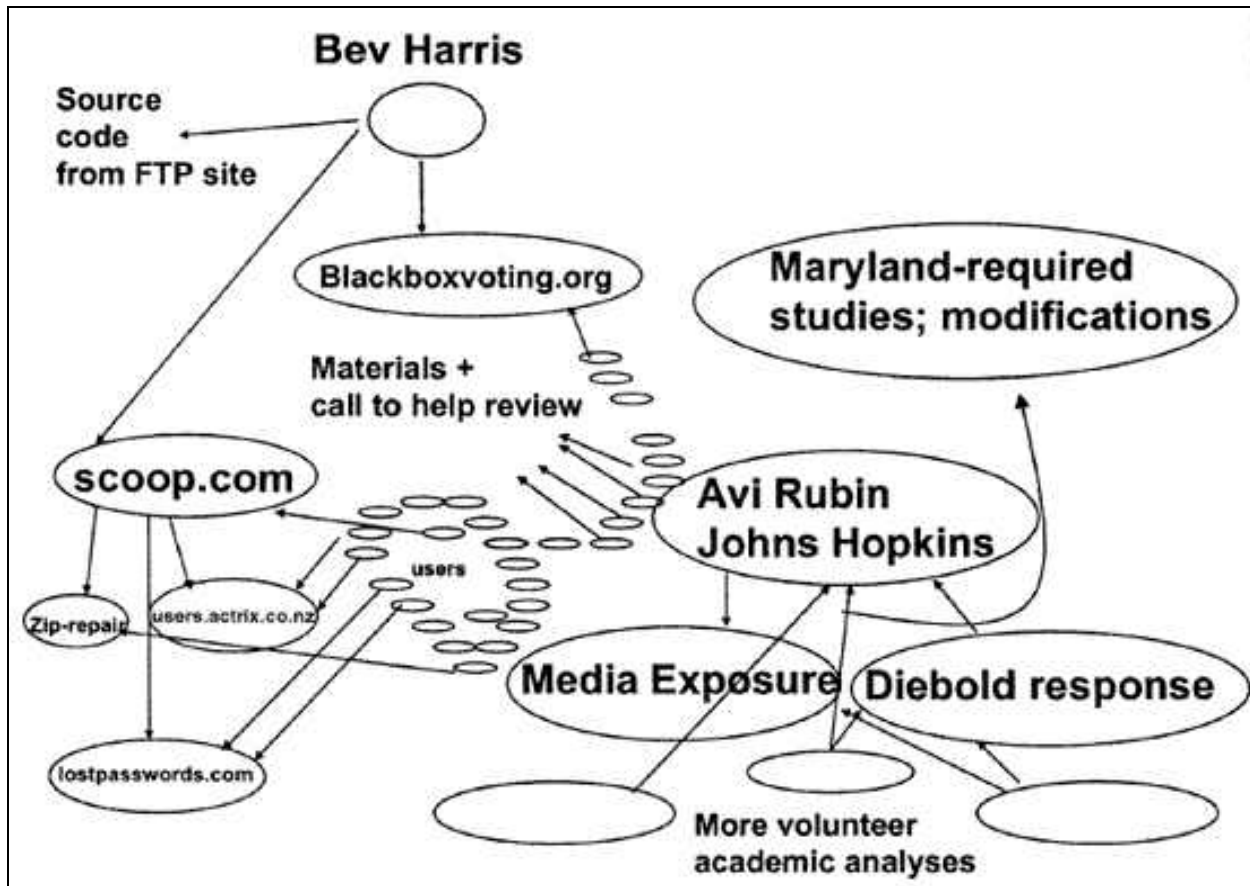 Bev Harris
Source
code
from FTP site
Blackboxvoting.org
Maryland-required
studies; modifications
Materials +
call to help review
scoop.com
Avi Rubin
Johns Hopkins
users
Zip-repair
users.actrix.co.nz
Media Exposure
Diebold response
lostpasswords.com
More volunteer
academic analyses